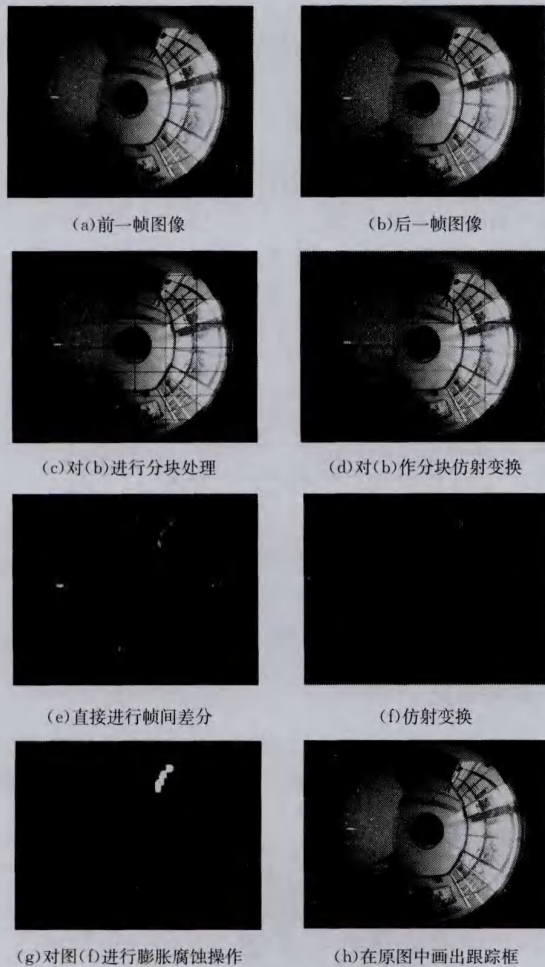 (a)前一帧图像
(b)后一帧图像
(c)对(b)进行分块处理
(d)对(b)作分块仿射变换
(e)直接进行帧间差分
(f)仿射变换
(g)对图(f)进行膨胀腐蚀操作
(h)在原图中画出跟踪框